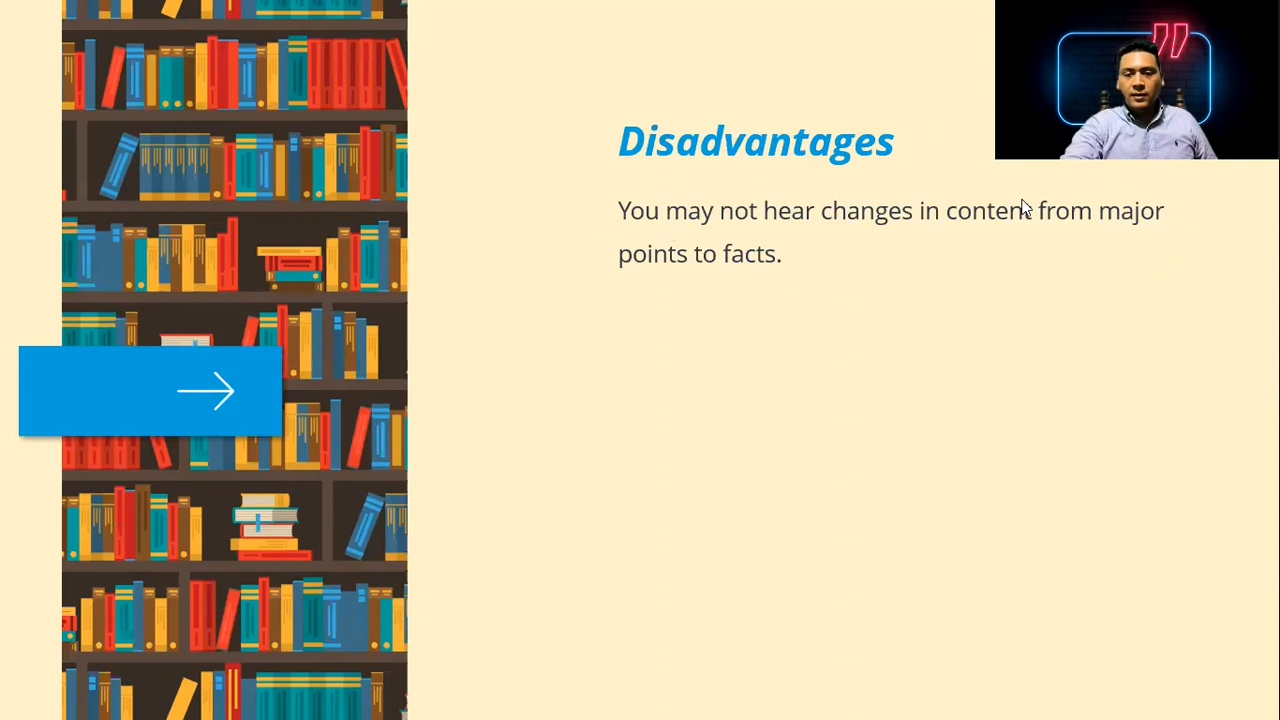 Disadvantages
You may not hear changes in content from major
points to facts.